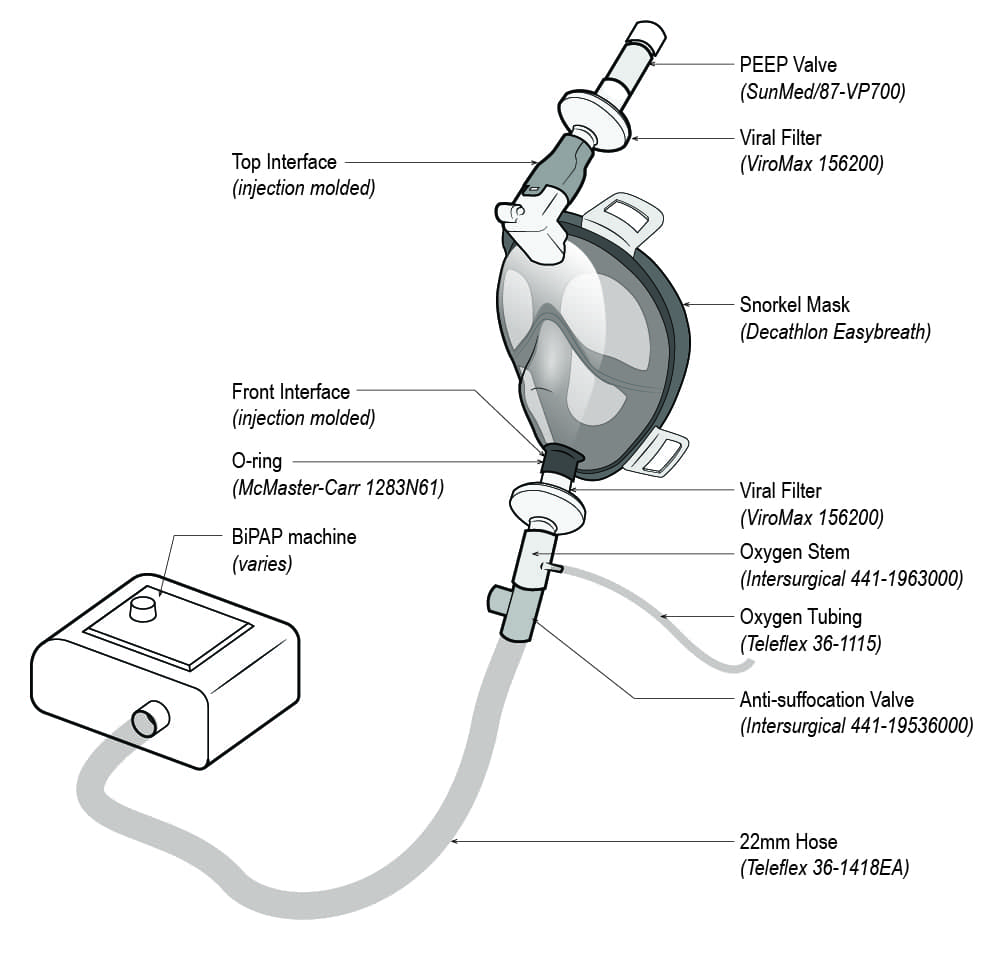 PEEP Valve
(SunMed/87-VP700)
Viral Filter
(ViroMax 156200)
Top Interface
(injection molded)
Snorkel Mask
(Decathlon Easybreath)
Front Interface
(injection molded)
O-ring
(McMaster-Carr 1283N61)
Viral Filter
(ViroMax 156200)
BiPAP machine
(varies)
Oxygen Stem
(Intersurgical 441-1963000)
Oxygen Tubing
(Teleflex 36-1115)
Anti-suffocation Valve
(Intersurgical 441-19536000)
22mm Hose
(Teleflex 36-1418EA)